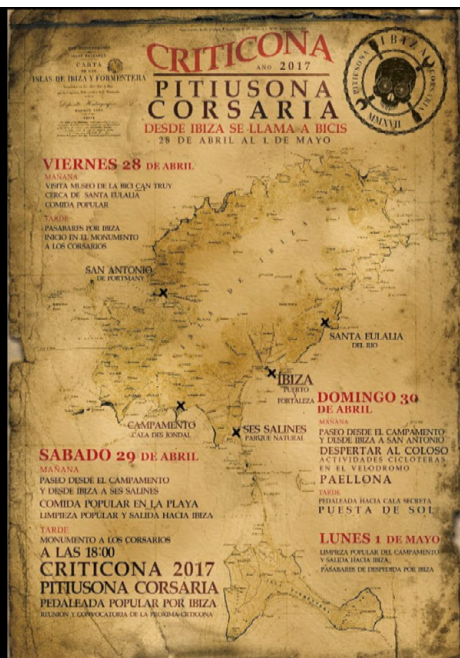 CARTA
DE LAS
ISLAS DE IBIZA Y FORMENTERA
CRITICONA
AÑO 2017
PITIUSONA
CORSARIA
DESDE IBIZA SE LLAMA A BICIS
28 DE ABRIL AL 1 DE MAYO
IBIZA
PITIUSONA
CORSARIA
MMXVII
VIERNES 28 DE ABRIL
MAÑANA
VISITA MUSEO DE LA BICI CAN TRUY
CERCA DE SANTA EULALIA
COMIDA POPULAR
TARDE
PASABARES POR IBIZA
INICIO EN EL MONUMENTO
A LOS CORSARIOS
SAN ANTONIO
DE PORTMANY
SANTA EULALIA
DEL RIO
IBIZA
PUERTO
Y
FORTALEZA
CAMPAMENTO
CALA DES JONDAL
SES SALINES
PARQUE NATURAL
SABADO 29 DE ABRIL
MAÑANA
PASEO DESDE EL CAMPAMENTO
Y DESDE IBIZA A SES SALINES
COMIDA POPULAR EN LA PLAYA
LIMPIEZA POPULAR Y SALIDA HACIA IBIZA
TARDE
MONUMENTO A LOS CORSARIOS
A LAS 18:00
CRITICONA 2017
PITIUSONA CORSARIA
PEDALEADA POPULAR POR IBIZA
REUNION Y CONVOCATORIA DE LA PROXIMA CRITICONA
DOMINGO 30
DE ABRIL
MAÑANA
PASEO DESDE EL CAMPAMENTO
Y DESDE IBIZA A SAN ANTONIO
DESPERTAR AL COLOSO
ACTIVIDADES CICLOTERAS
EN EL VELODROMO
PAELLONA
TARDE
PEDALEADA HACIA CALA SECRETA
PUESTA DE SOL
LUNES 1 DE MAYO
LIMPIEZA POPULAR DEL CAMPAMENTO
Y SALIDA HACIA IBIZA,
PASABARES DE DESPEDIDA POR IBIZA